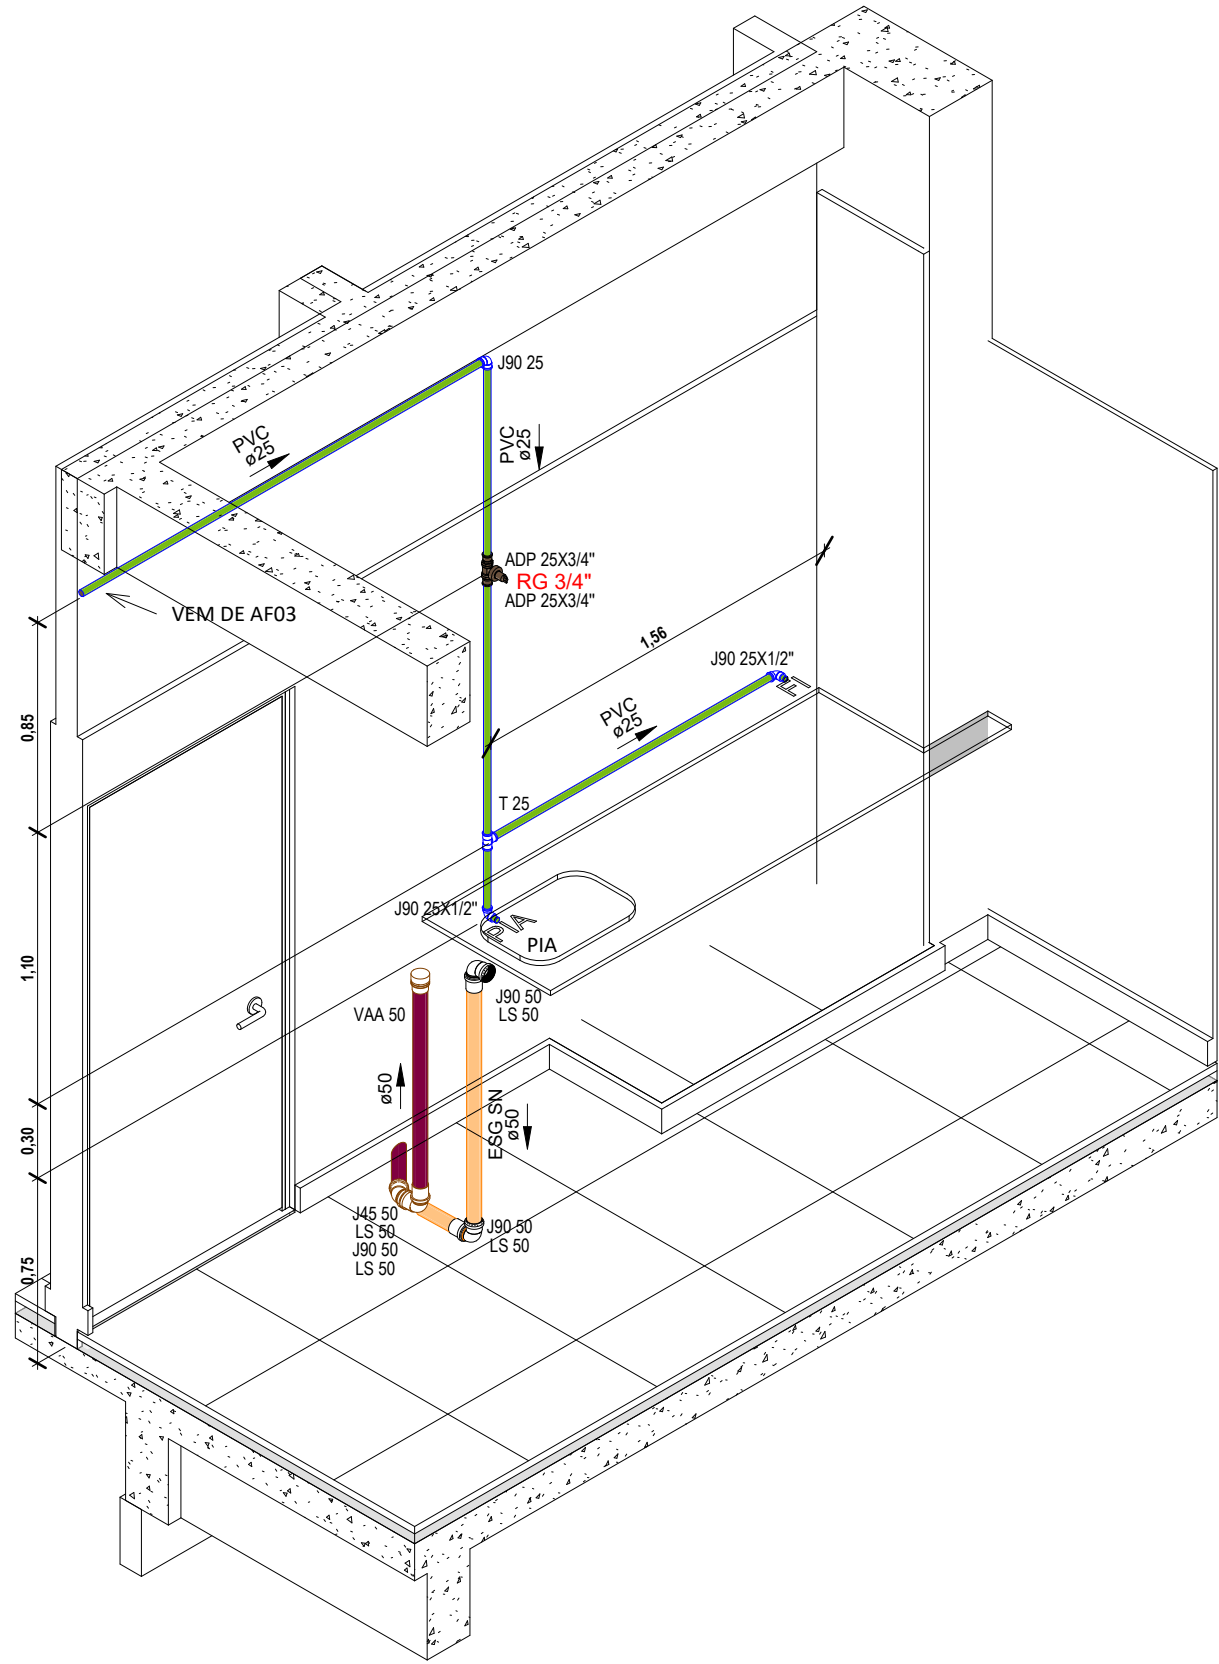 J90 25
PVC
ø25
PVC
ø25
ADP 25X3/4"
RG 3/4"
ADP 25X3/4"
VEM DE AF03
1,56
J90 25X1/2"
FI
PVC
ø25
0,85
T 25
J90 25X1/2"
PIA
PIA
1,10
J90 50
LS 50
VAA 50
ø50
ESG SN
ø50
0,30
J45 50
LS 50
J90 50
LS 50
J90 50
LS 50
0,75